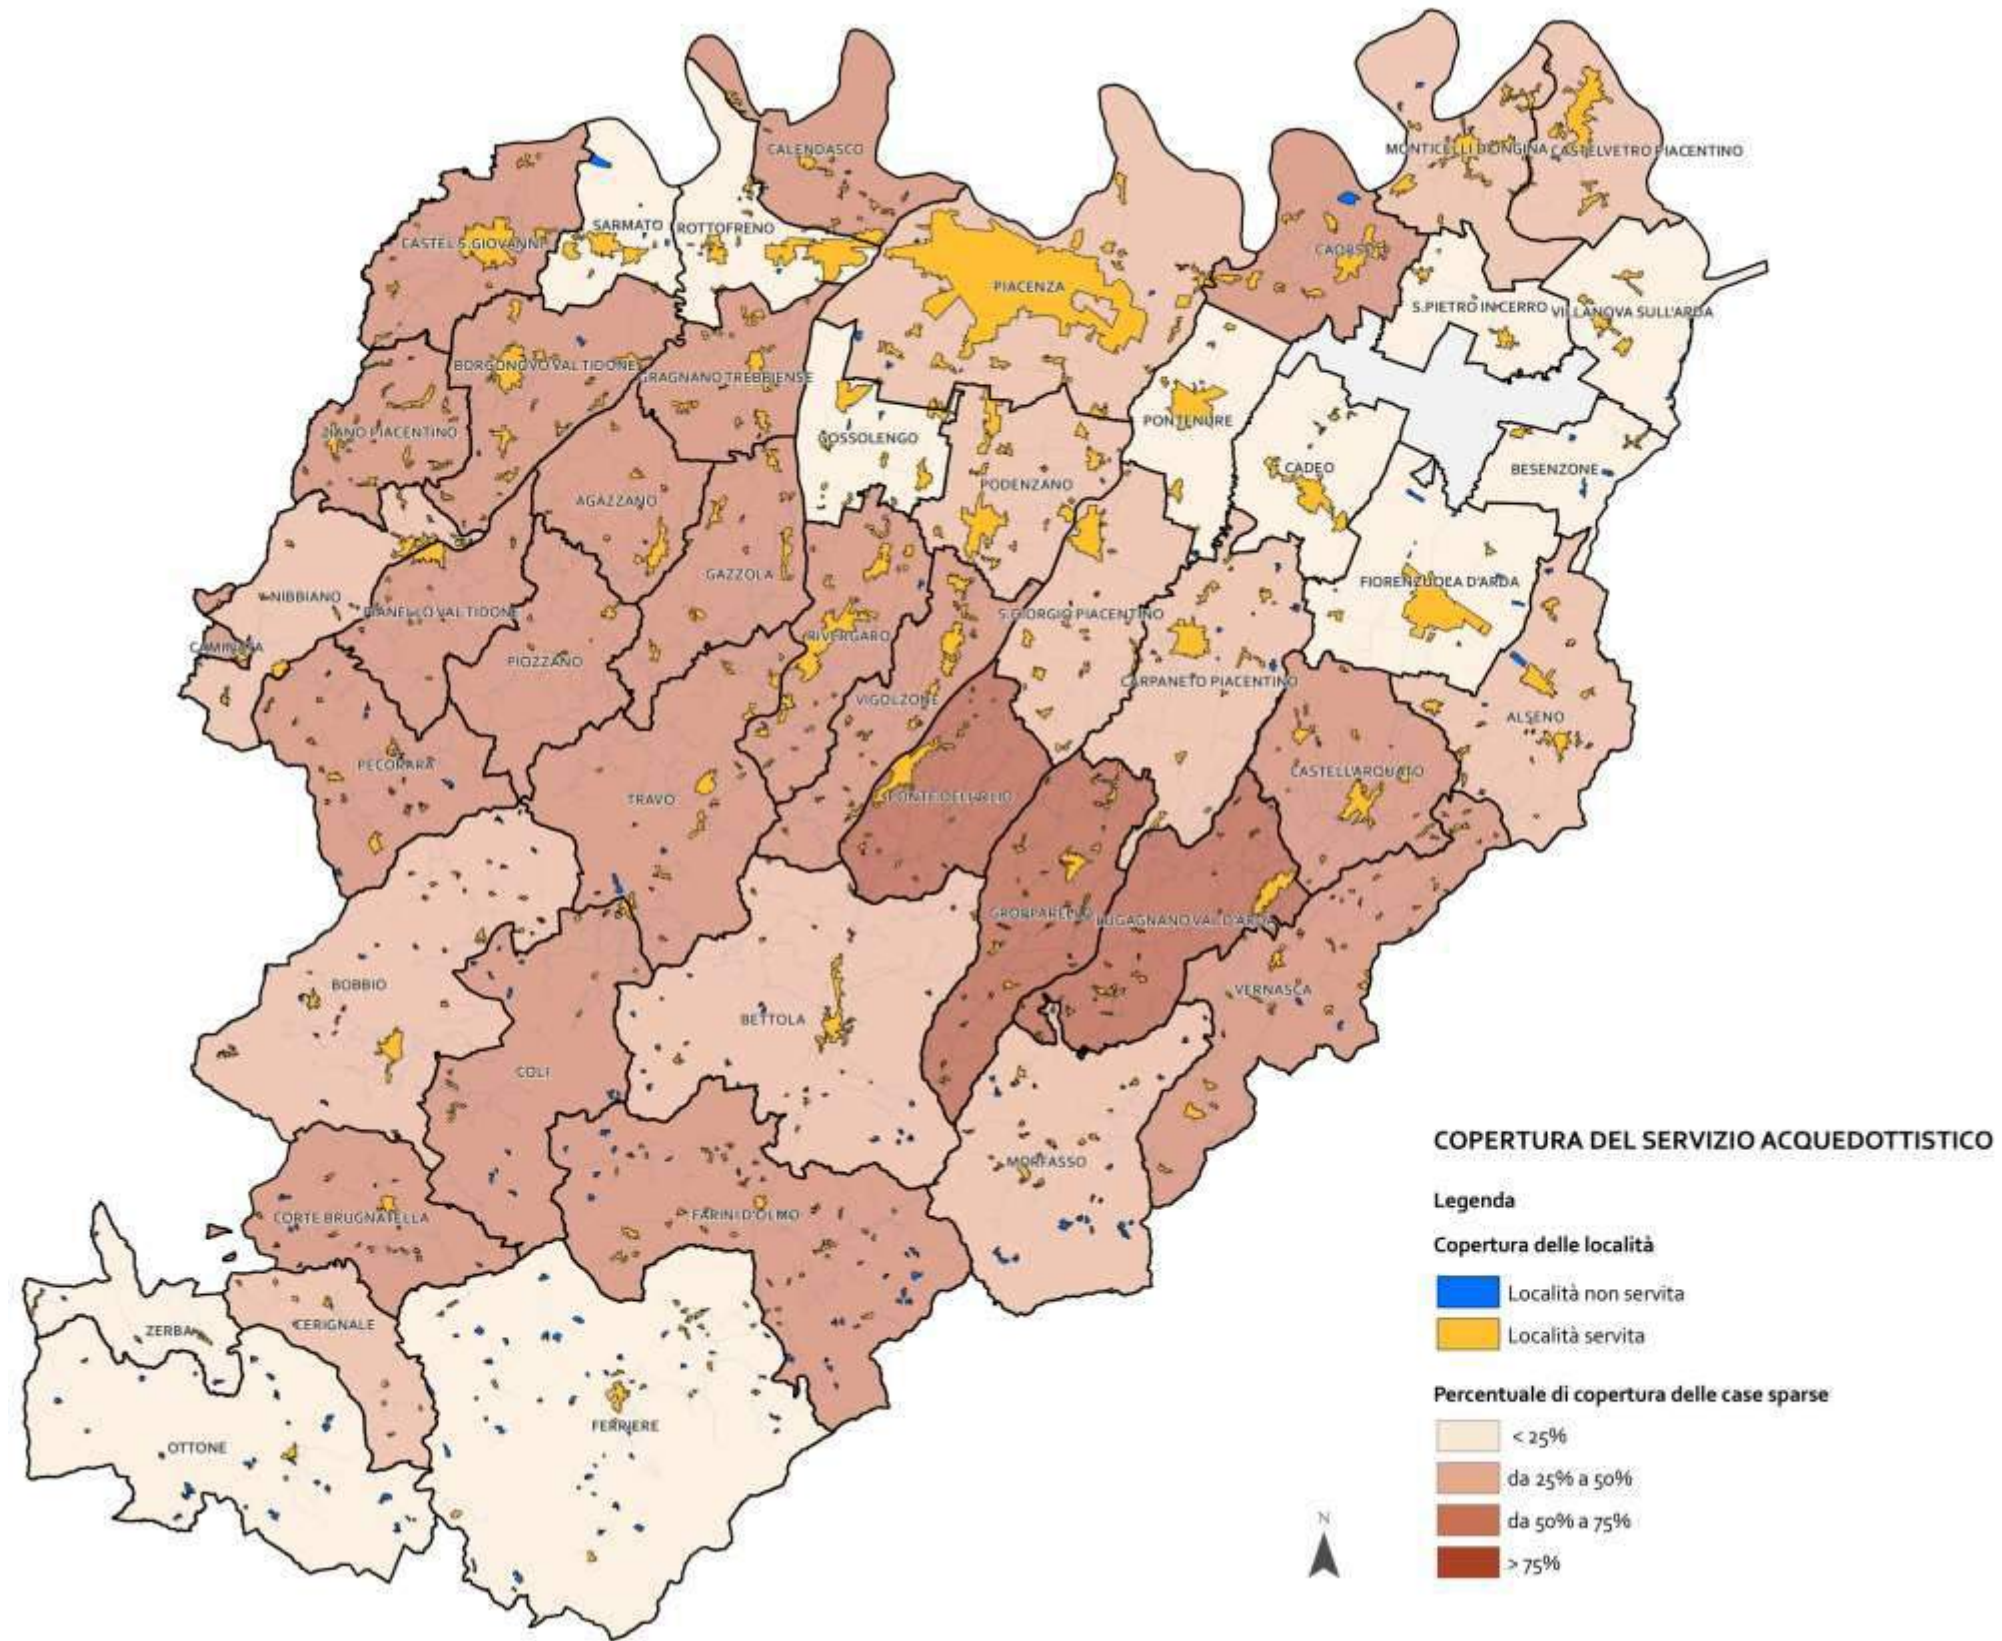 CALENDASCO
MONTICELLI D'ONGINA
CASTELVETRO PIACENTINO
CASTEL S.GIOVANNI
SARMATO
ROTTOFRENO
CAORSO
PIACENZA
S.PIETRO IN CERRO
VILLANOVA SULL'ARDA
BORGONOVO VAL TIDONE
GRAGNANO TREBBIENSE
PONTENURE
ZIANO PIACENTINO
GOSSOLENGO
CADEO
BESENZONE
AGAZZANO
PODENZANO
GAZZOLA
FIORENZUOLA D'ARDA
NIBBIANO
PIANELLO VAL TIDONE
S.GIORGIO PIACENTINO
RIVERGARO
CAMINATA
PIOZZANO
CARPANETO PIACENTINO
VIGOLZONE
ALSENO
PECORARA
CASTELL'ARQUATO
TRAVO
PONTE DELL'OLIO
GROPPARELLO
LUGAGNANO VAL D'ARDA
BOBBIO
VERNASCA
BETTOLA
COLI
MORFASSO
CORTE BRUGNATELLA
FARINI D'OLMO
ZERBA
CERIGNALE
FERRIERE
OTTONE
COPERTURA DEL SERVIZIO ACQUEDOTTISTICO
Legenda
Copertura delle località
Località non servita
Località servita
Percentuale di copertura delle case sparse
< 25%
da 25% a 50%
da 50% a 75%
> 75%
N